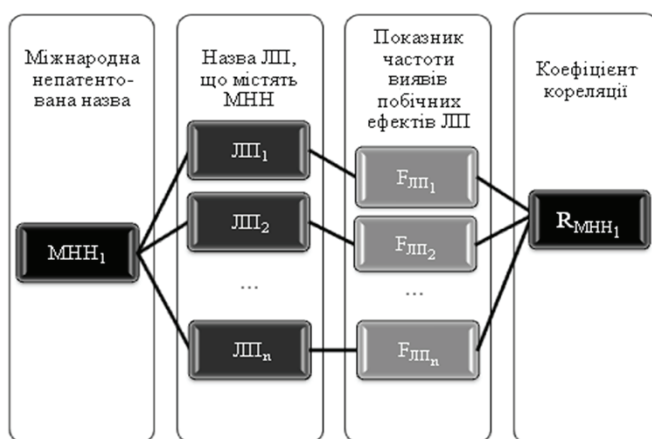 Міжнародна
непатенто-
вана назва
Назва ЛП,
що містять
МНН
Показник
частоти
виявів
побічних
ефектів ЛП
Коефіцієнт
кореляції
МНН₁
ЛП₁
ЛП₂
...
ЛПₙ
Fлп₁
Fлп₂
...
Fлпₙ
RМНН₁